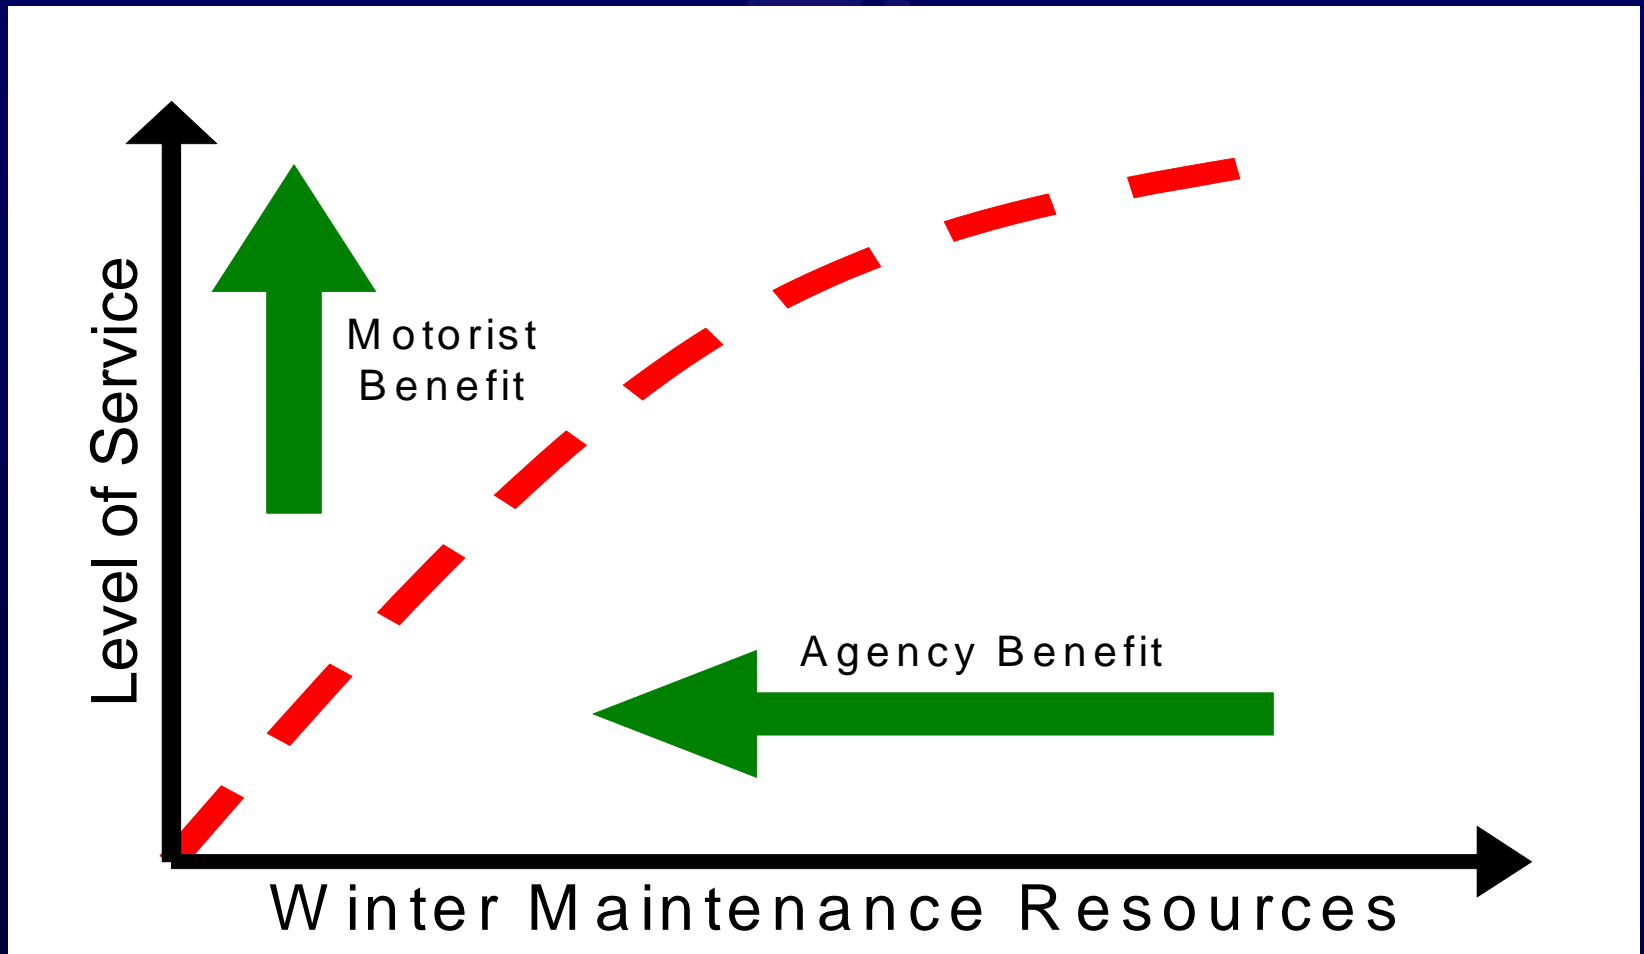 Level of Service
Motorist
Benefit
Agency Benefit
Winter Maintenance Resources